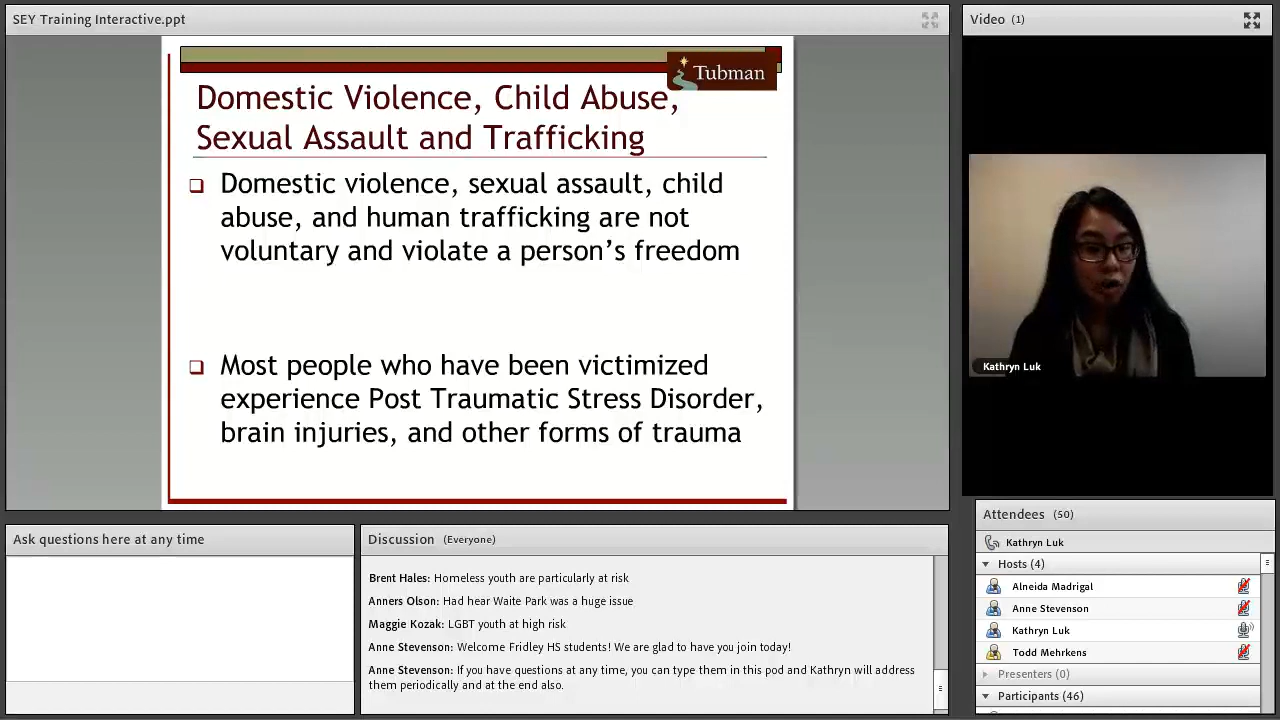 SEY Training Interactive.ppt
Tubman
Domestic Violence, Child Abuse,
Sexual Assault and Trafficking
Domestic violence, sexual assault, child
abuse, and human trafficking are not
voluntary and violate a person's freedom
Most people who have been victimized
experience Post Traumatic Stress Disorder,
brain injuries, and other forms of trauma
Video (1)
Kathryn Luk
Ask questions here at any time
Discussion (Everyone)
Brent Hales: Homeless youth are particularly at risk
Anners Olson: Had hear Waite Park was a huge issue
Maggie Kozak: LGBT youth at high risk
Anne Stevenson: Welcome Fridley HS students! We are glad to have you join today!
Anne Stevenson: If you have questions at any time, you can type them in this pod and Kathryn will address
them periodically and at the end also.
Attendees (50)
Kathryn Luk
Hosts (4)
Alneida Madrigal
Anne Stevenson
Kathryn Luk
Todd Mehrkens
Presenters (0)
Participants (46)